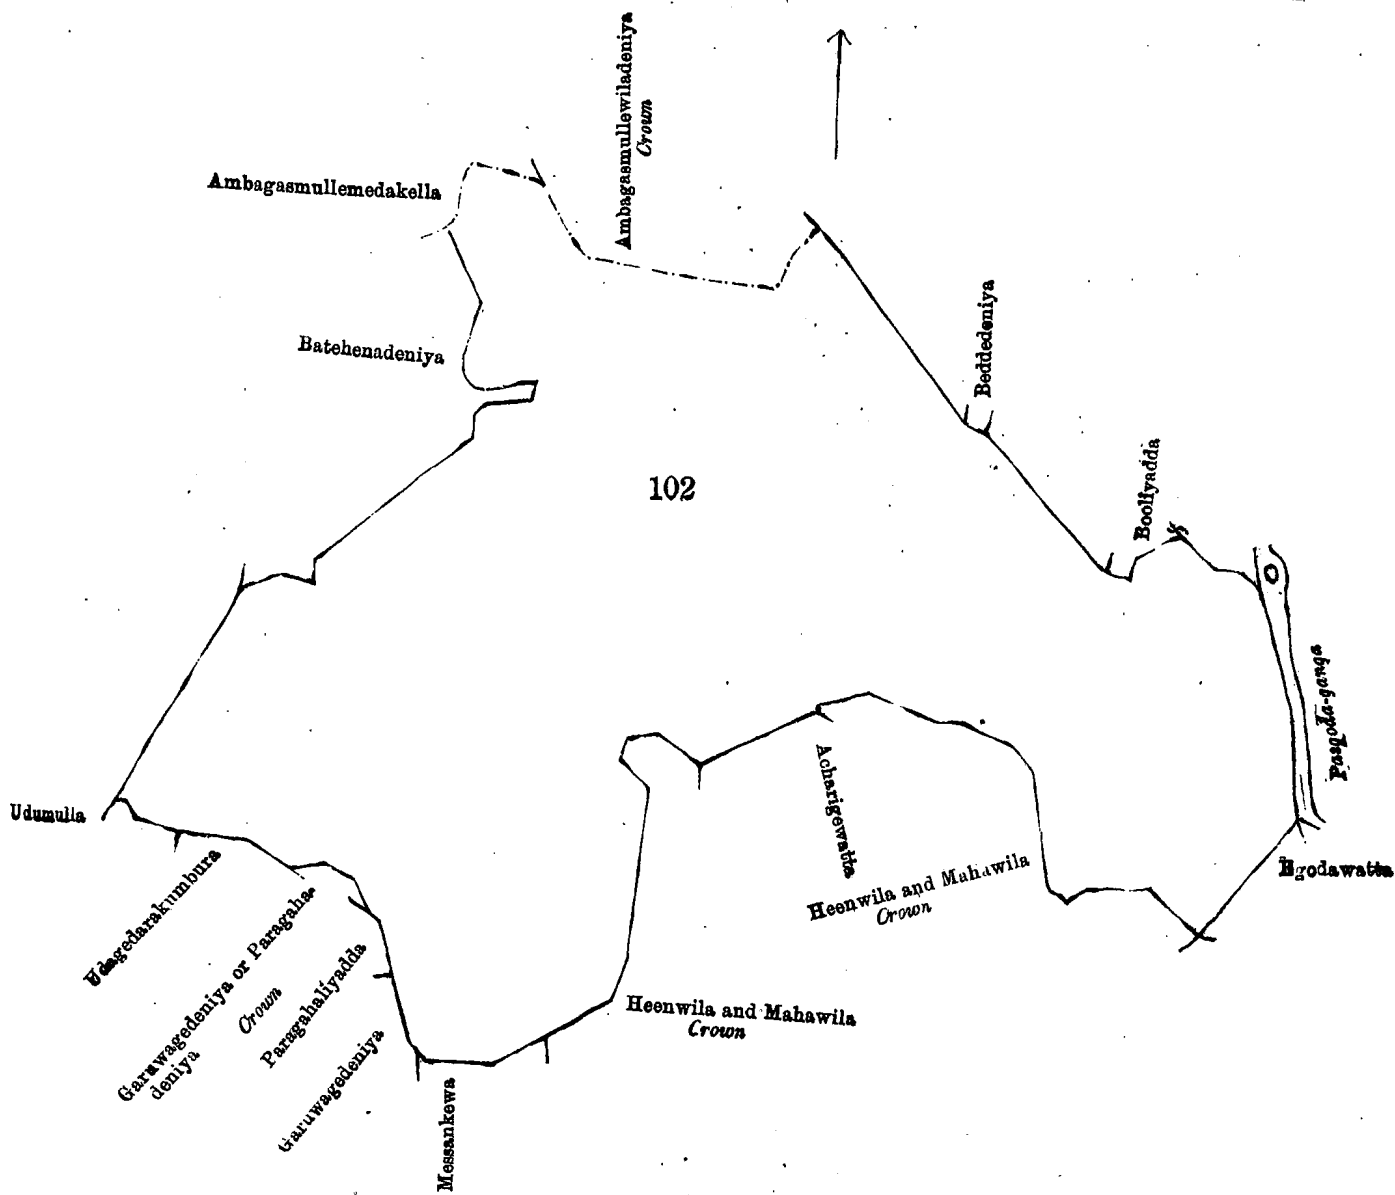 Ambagasmullewiladeniya
Crown
Ambagasmullemedakella
Batehenadeniya
Beddedeniya
Booliyadda
102
Pasgoda-ganga
Udumulla
Acharigewatta
Egodawatta
Heenwila and Mahawila
Crown
Udagedarakumbura
Garuwagedeniya or Paragaha-
deniya
Crown
Paragahaliyadda
Garuwagedeniya
Messankewa
Heenwila and Mahawila
Crown